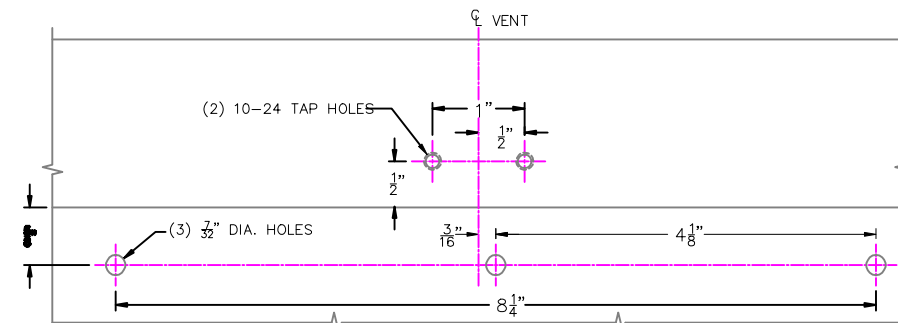 ℄ VENT
(2) 10-24 TAP HOLES
1"
1/2"
1/2"
(3) 7/32" DIA. HOLES
3/16"
4 1/8"
8 1/4"